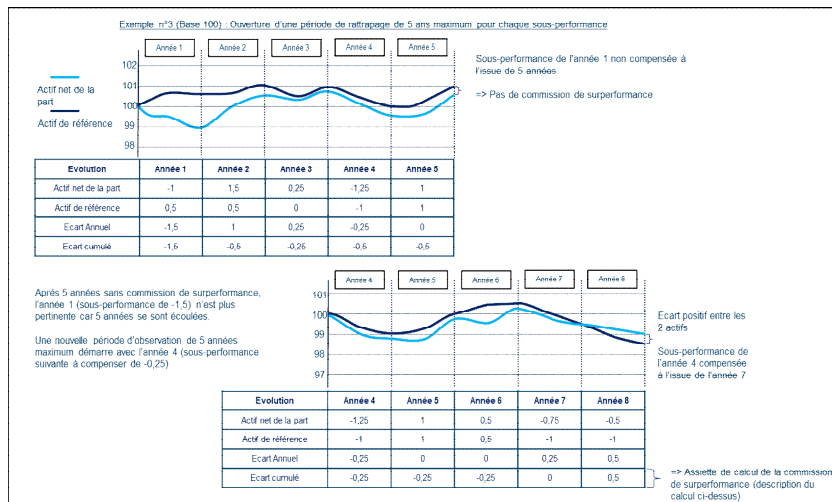 Exemple n°3 (Base 100) : Ouverture d'une période de rattrapage de 5 ans maximum pour chaque sous-performance
Année 1 Année 2 Année 3 Année 4 Année 5
102
101
100
99
98
Actif net de la
part
Actif de référence
Sous-performance de l'année 1 non compensée à
l'issue de 5 années
=> Pas de commission de surperformance
Evolution Année 1 Année 2 Année 3 Année 4 Année 5
Actif net de la part -1 1,5 0,25 -1,25 1
Actif de référence 0,5 0,5 0 -1 1
Ecart Annuel -1,5 1 0,25 -0,25 0
Ecart cumulé -1,5 -0,5 -0,25 -0,5 -0,5
Après 5 années sans commission de surperformance,
l'année 1 (sous-performance de -1,5) n'est plus
pertinente car 5 années se sont écoulées.
Une nouvelle période d'observation de 5 années
maximum démarre avec l'année 4 (sous-performance
suivante à compenser de -0,25)
Année 4 Année 5 Année 6 Année 7 Année 8
101
100
99
98
97
Ecart positif entre les
2 actifs
Sous-performance de
l'année 4 compensée
à l'issue de l'année 7
Evolution Année 4 Année 5 Année 6 Année 7 Année 8
Actif net de la part -1,25 1 0,5 -0,75 -0,5
Actif de référence -1 1 0,5 -1 -1
Ecart Annuel -0,25 0 0 0,25 0,5
Ecart cumulé -0,25 -0,25 -0,25 0 0,5
=> Assiette de calcul de la commission
de surperformance (description du
calcul ci-dessus)